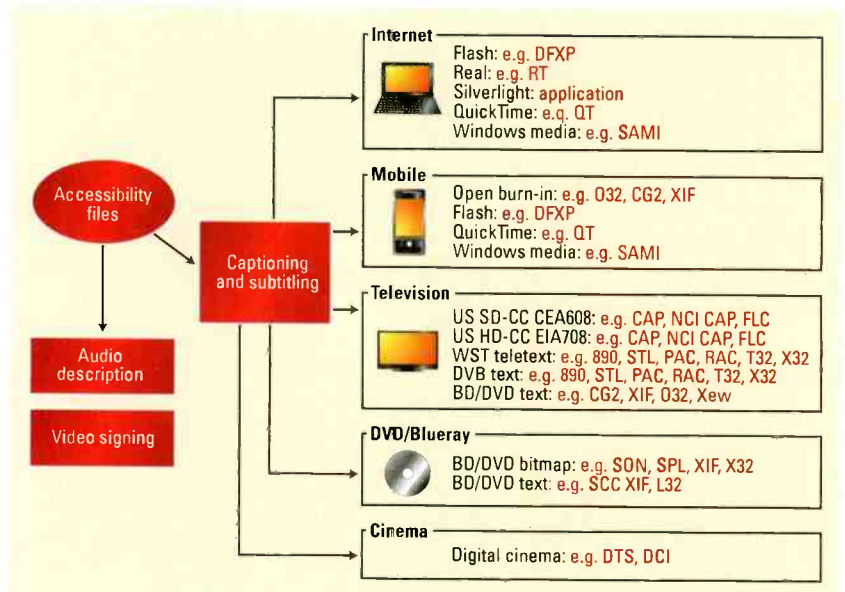 Accessibility
files
Audio
description
Video signing
Captioning
and subtitling
Internet
Flash: e.g. DFXP
Real: e.g. RT
Silverlight: application
QuickTime: e.q. QT
Windows media: e.g. SAMI
Mobile
Open burn-in: e.g. O32, CG2, XIF
Flash: e.g. DFXP
QuickTime: e.g. QT
Windows media: e.g. SAMI
Television
US SD-CC CEA608: e.g. CAP, NCI CAP, FLC
US HD-CC EIA708: e.g. CAP, NCI CAP, FLC
WST teletext: e.g. 890, STL, PAC, RAC, T32, X32
DVB text: e.g. 890, STL, PAC, RAC, T32, X32
BD/DVD text: e.g. CG2, XIF, O32, Xew
DVD/Blueray
BD/DVD bitmap: e.g. SON, SPL, XIF, X32
BD/DVD text: e.g. SCC XIF, L32
Cinema
Digital cinema: e.g. DTS, DCI